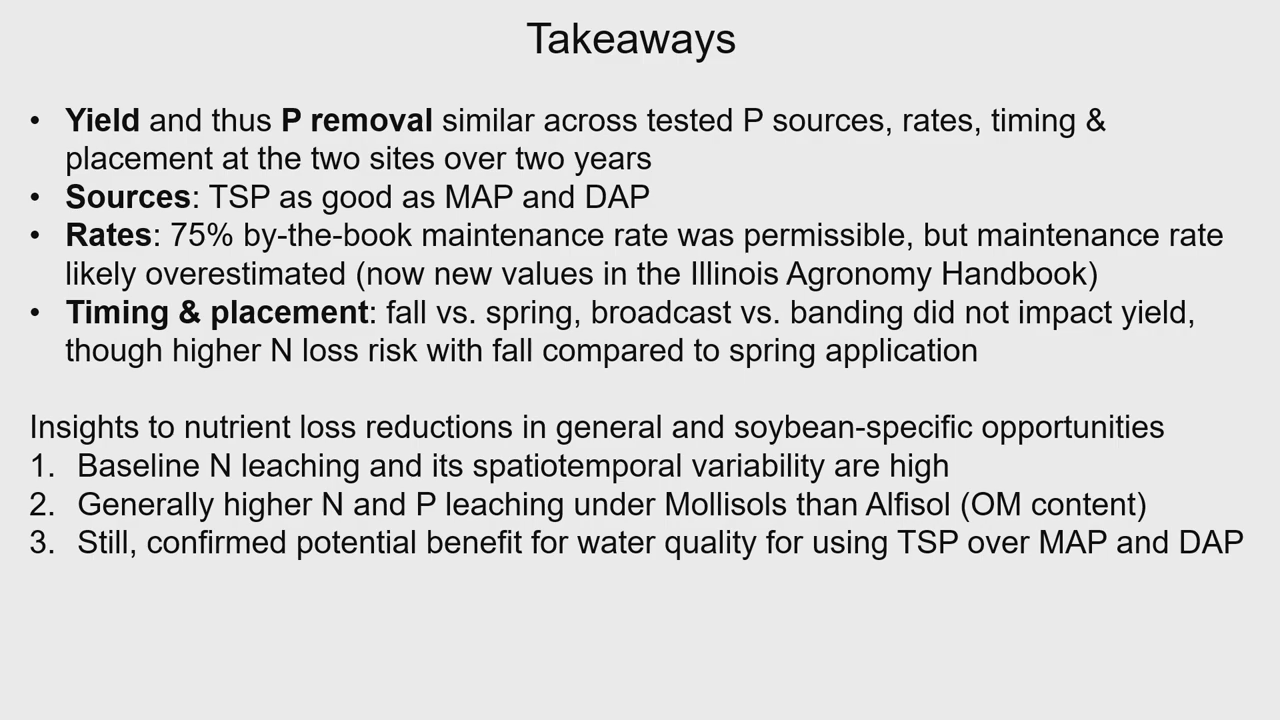 Takeaways
• Yield and thus P removal similar across tested P sources, rates, timing &
placement at the two sites over two years
• Sources: TSP as good as MAP and DAP
• Rates: 75% by-the-book maintenance rate was permissible, but maintenance rate
likely overestimated (now new values in the Illinois Agronomy Handbook)
• Timing & placement: fall vs. spring, broadcast vs. banding did not impact yield,
though higher N loss risk with fall compared to spring application
Insights to nutrient loss reductions in general and soybean-specific opportunities
1. Baseline N leaching and its spatiotemporal variability are high
2. Generally higher N and P leaching under Mollisols than Alfisol (OM content)
3. Still, confirmed potential benefit for water quality for using TSP over MAP and DAP